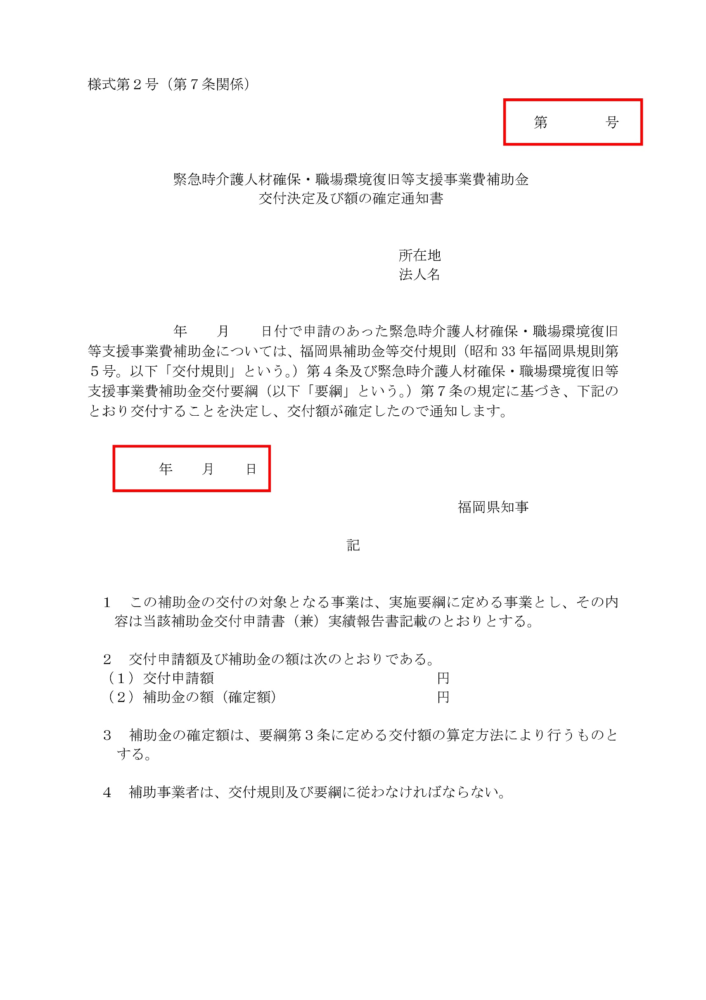 様式第２号（第７条関係）
第　　　　号
緊急時介護人材確保・職場環境復旧等支援事業費補助金
交付決定及び額の確定通知書
所在地
法人名
年　　月　　日付で申請のあった緊急時介護人材確保・職場環境復旧
等支援事業費補助金については、福岡県補助金等交付規則（昭和 33 年福岡県規則第
５号。以下「交付規則」という。）第４条及び緊急時介護人材確保・職場環境復旧等
支援事業費補助金交付要綱（以下「要綱」という。）第７条の規定に基づき、下記の
とおり交付することを決定し、交付額が確定したので通知します。
年　　月　　日
福岡県知事
記
１　この補助金の交付の対象となる事業は、実施要綱に定める事業とし、その内
容は当該補助金交付申請書（兼）実績報告書記載のとおりとする。
２　交付申請額及び補助金の額は次のとおりである。
（１）交付申請額　　　　　　　　　　　　　　　　円
（２）補助金の額（確定額）　　　　　　　　　　　円
３　補助金の確定額は、要綱第３条に定める交付額の算定方法により行うものと
する。
４　補助事業者は、交付規則及び要綱に従わなければならない。